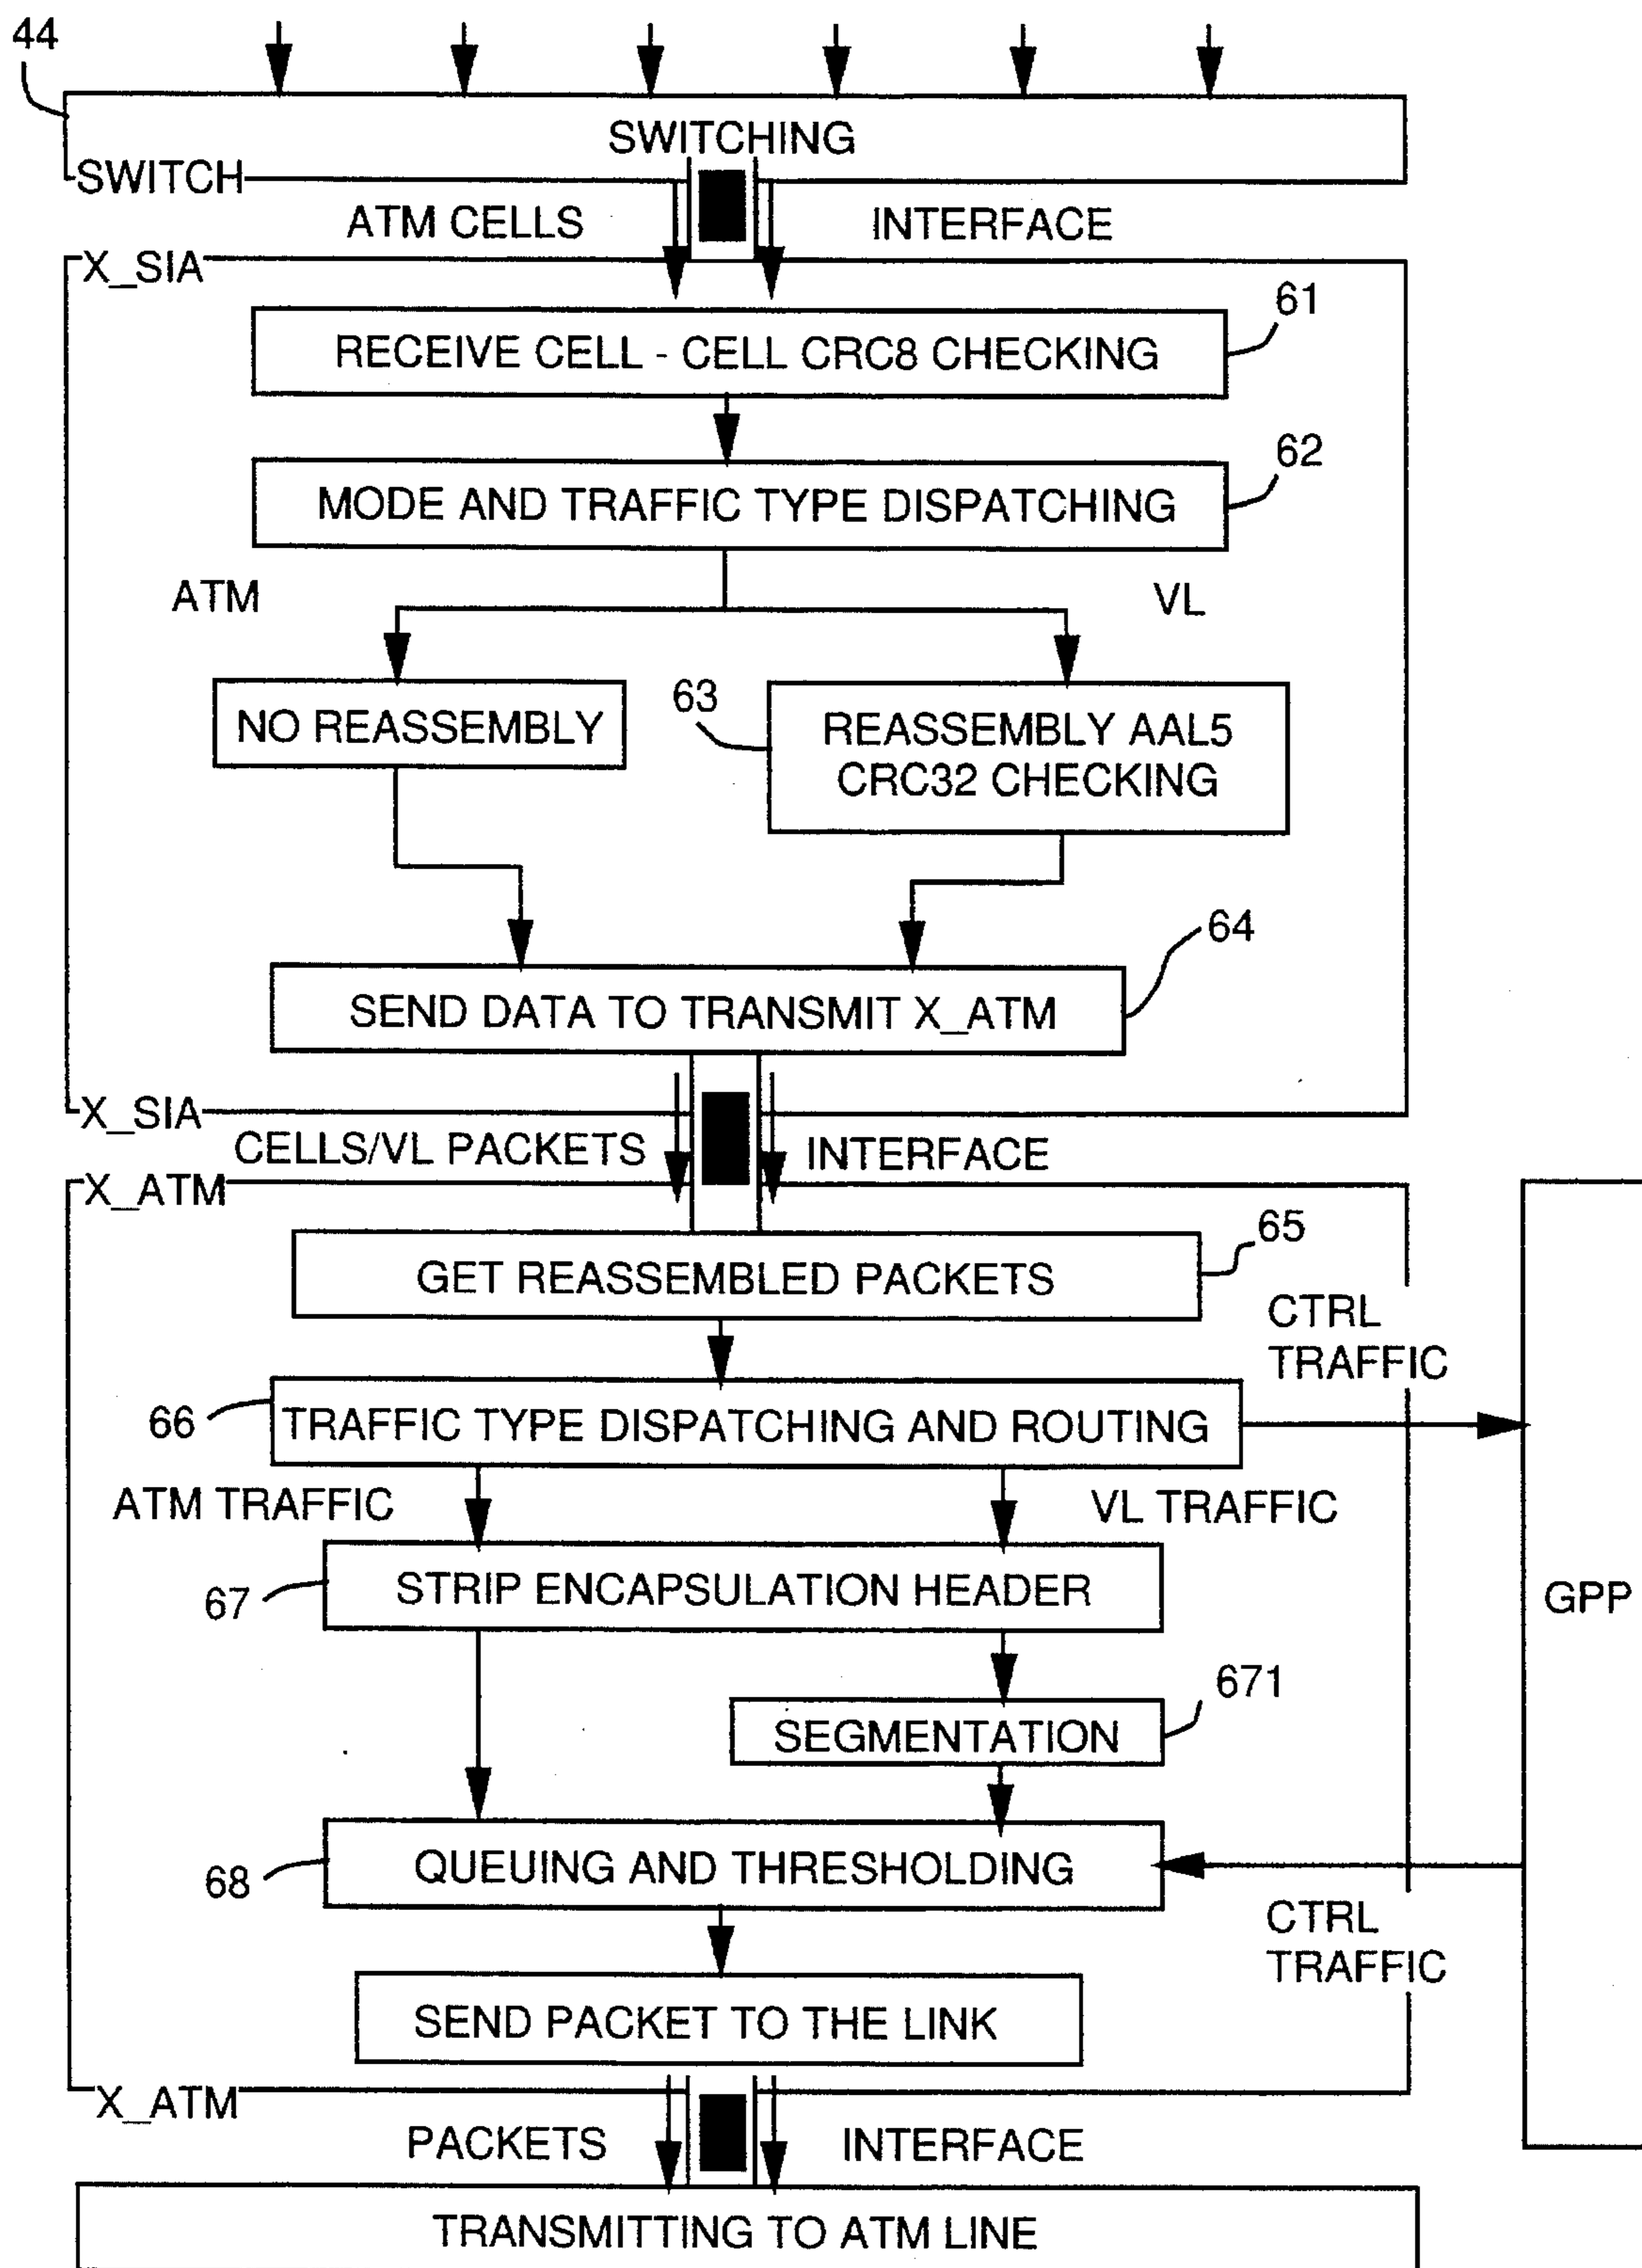 44
SWITCHING
SWITCH
ATM CELLS
INTERFACE
X_SIA
61
RECEIVE CELL - CELL CRC8 CHECKING
62
MODE AND TRAFFIC TYPE DISPATCHING
ATM
VL
NO REASSEMBLY
63
REASSEMBLY AAL5
CRC32 CHECKING
64
SEND DATA TO TRANSMIT X_ATM
X_SIA
CELLS/VL PACKETS
INTERFACE
X_ATM
65
GET REASSEMBLED PACKETS
CTRL
TRAFFIC
66
TRAFFIC TYPE DISPATCHING AND ROUTING
ATM TRAFFIC
VL TRAFFIC
67
STRIP ENCAPSULATION HEADER
GPP
671
SEGMENTATION
68
QUEUING AND THRESHOLDING
CTRL
TRAFFIC
SEND PACKET TO THE LINK
X_ATM
PACKETS
INTERFACE
TRANSMITTING TO ATM LINE